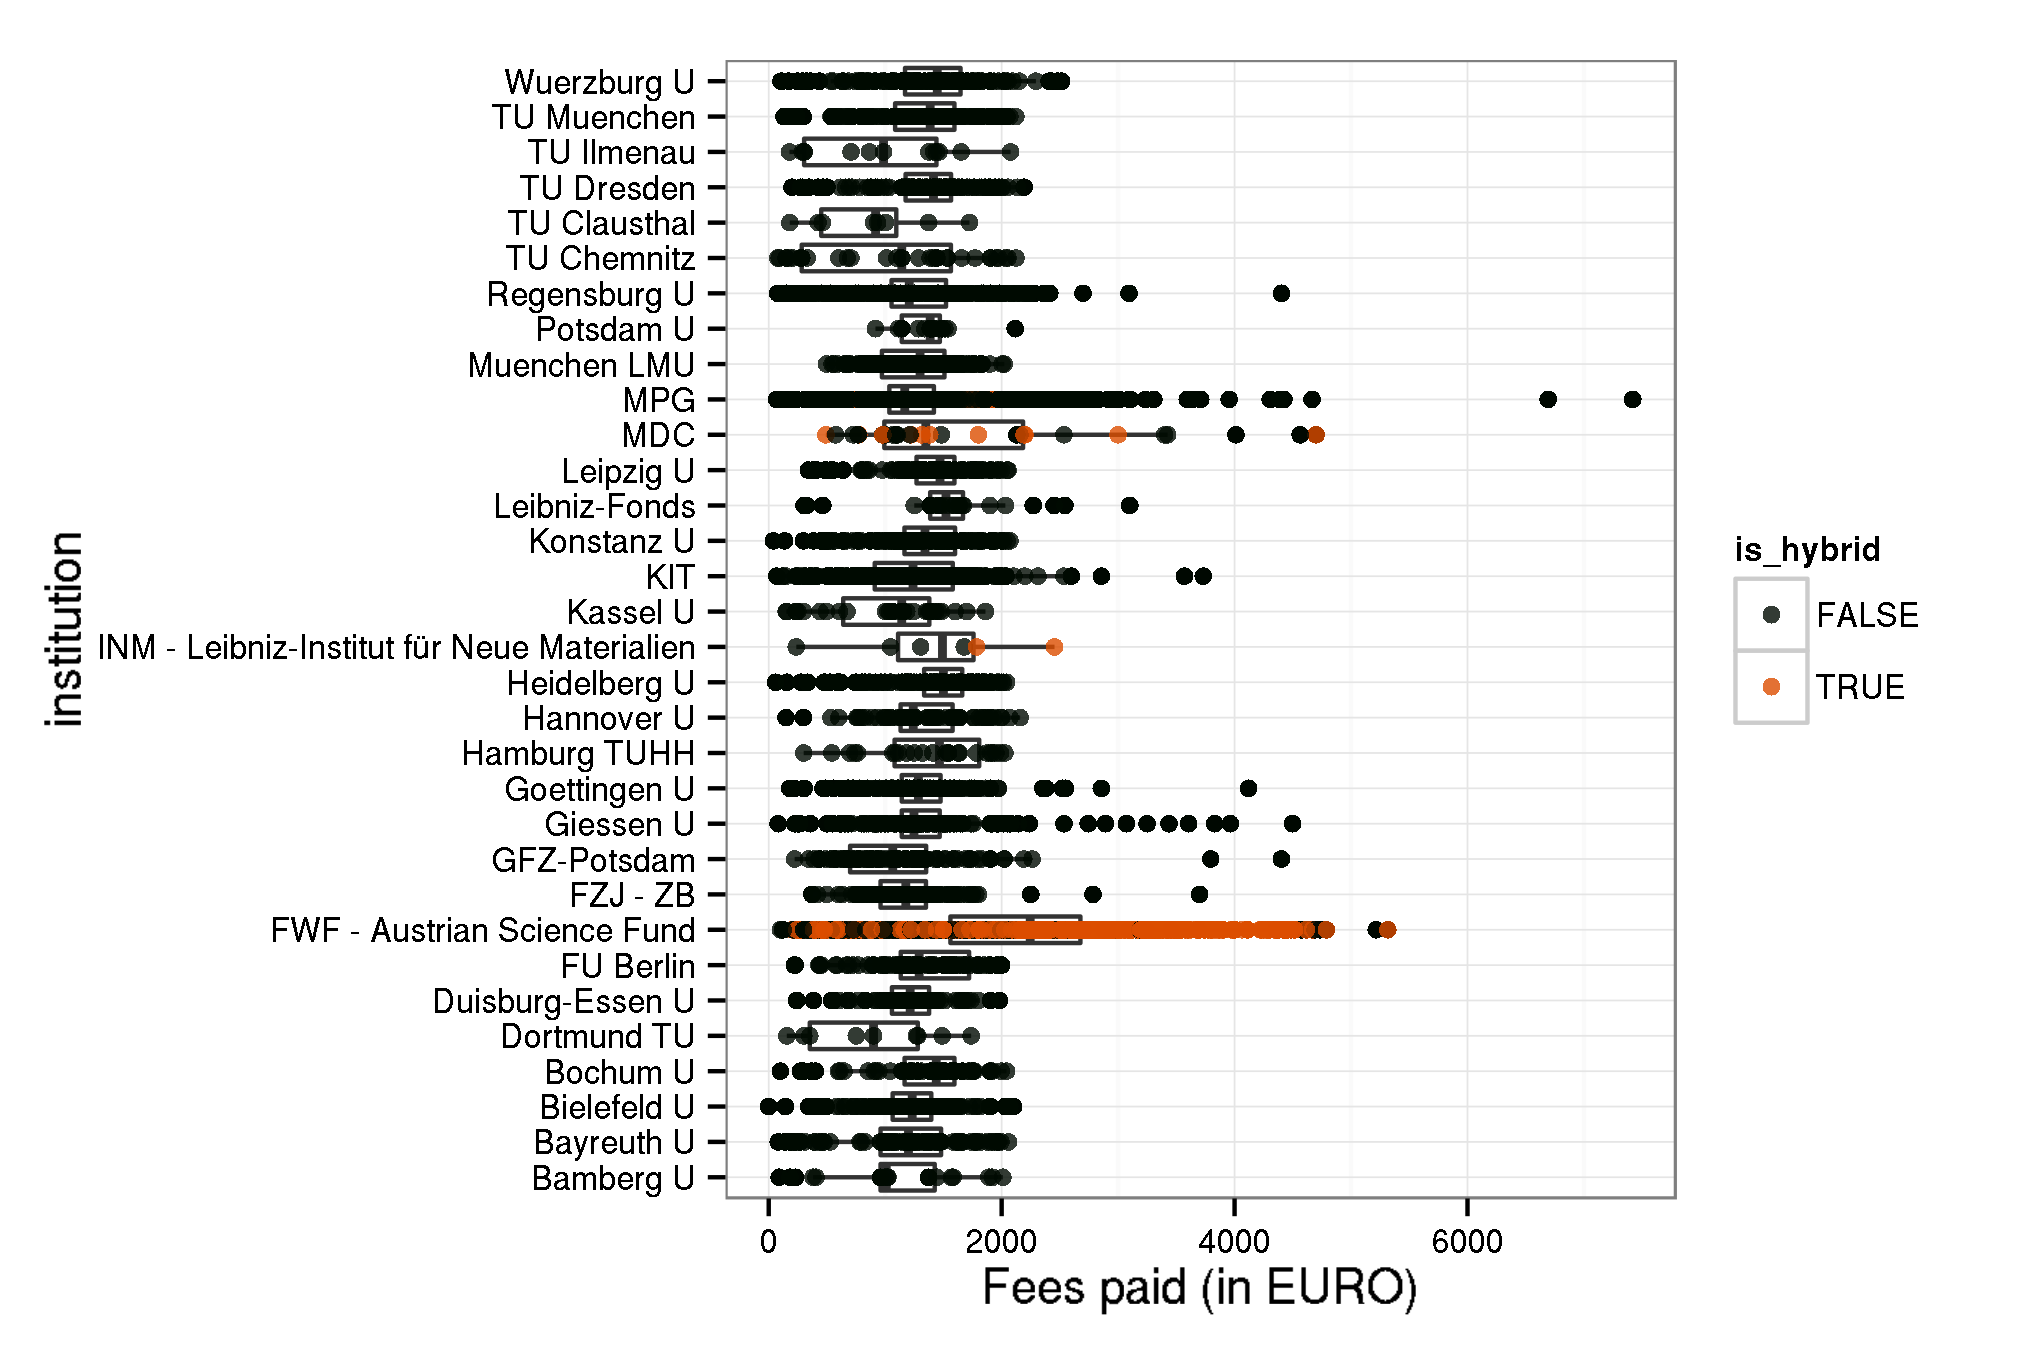 Wuerzburg U
TU Muenchen
TU Ilmenau
TU Dresden
TU Clausthal
TU Chemnitz
Regensburg U
Potsdam U
Muenchen LMU
MPG
MDC
Leipzig U
Leibniz-Fonds
Konstanz U
KIT
Kassel U
INM - Leibniz-Institut für Neue Materialien
Heidelberg U
Hannover U
Hamburg TUHH
Goettingen U
Giessen U
GFZ-Potsdam
FZJ - ZB
FWF - Austrian Science Fund
FU Berlin
Duisburg-Essen U
Dortmund TU
Bochum U
Bielefeld U
Bayreuth U
Bamberg U
institution
0 2000 4000 6000
Fees paid (in EURO)
is_hybrid
FALSE
TRUE